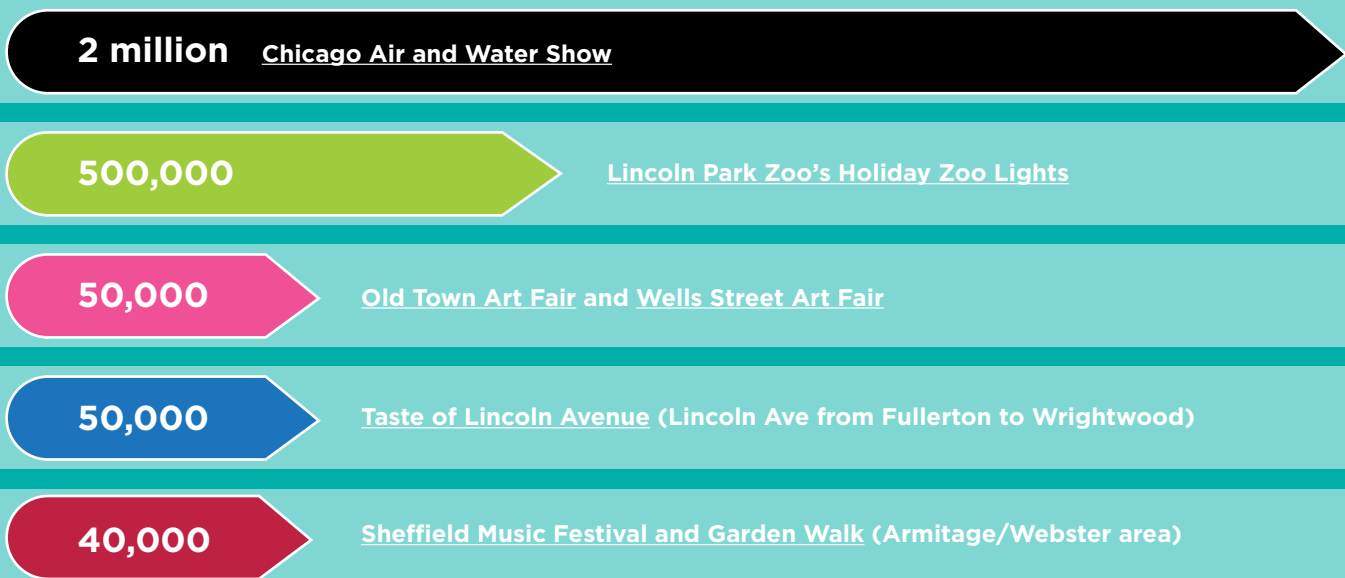 2 million Chicago Air and Water Show
500,000 Lincoln Park Zoo’s Holiday Zoo Lights
50,000 Old Town Art Fair and Wells Street Art Fair
50,000 Taste of Lincoln Avenue (Lincoln Ave from Fullerton to Wrightwood)
40,000 Sheffield Music Festival and Garden Walk (Armitage/Webster area)